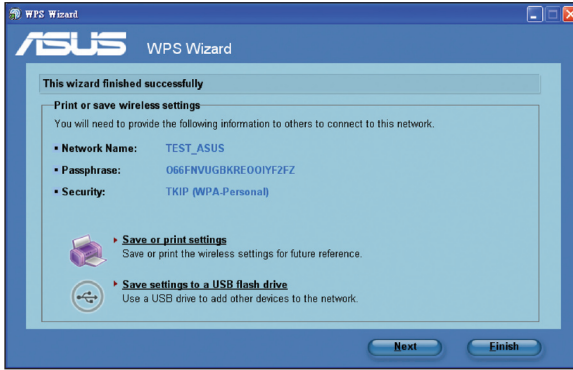 WPS Wizard
ASUS WPS Wizard
This wizard finished successfully
Print or save wireless settings
You will need to provide the following information to others to connect to this network.
Network Name: TEST_ASUS
Passphrase: O66FNVUGBKREOOIYF2FZ
Security: TKIP (WPA-Personal)
Save or print settings
Save or print the wireless settings for future reference.
Save settings to a USB flash drive
Use a USB drive to add other devices to the network.
Next Finish